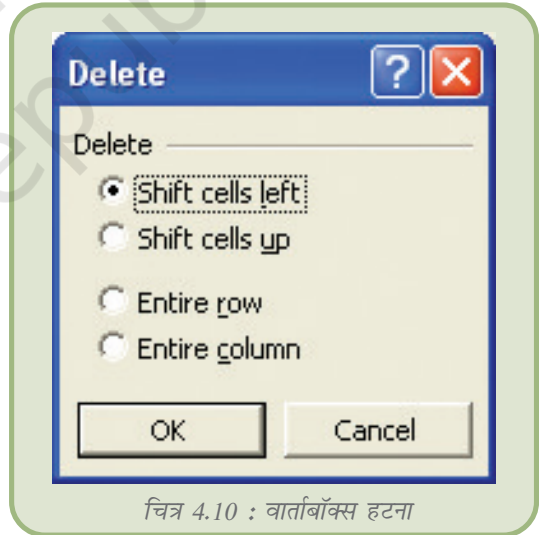 Delete
Delete
Shift cells left
Shift cells up
Entire row
Entire column
OK
Cancel
चित्र 4.10 : वार्ताबॉक्स हटना